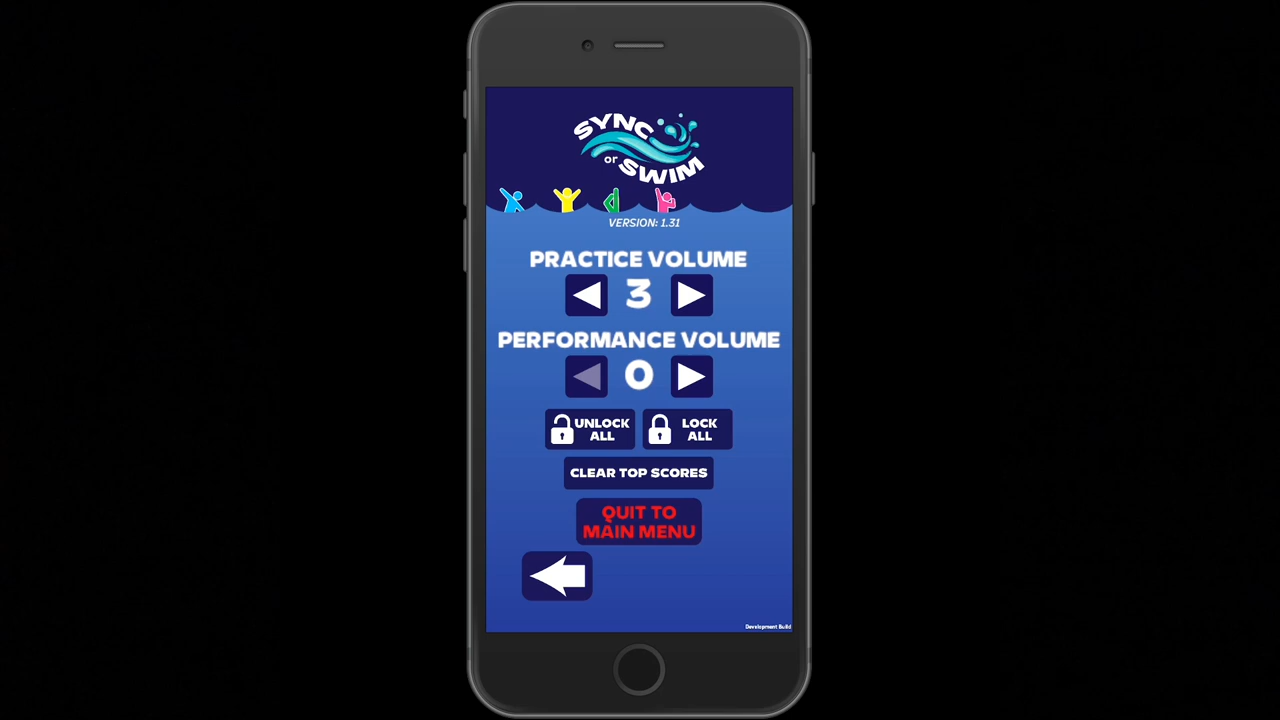 SYNC
or SWIM
VERSION: 1.31
PRACTICE VOLUME
3
PERFORMANCE VOLUME
0
UNLOCK
ALL
LOCK
ALL
CLEAR TOP SCORES
QUIT TO
MAIN MENU
Development Build